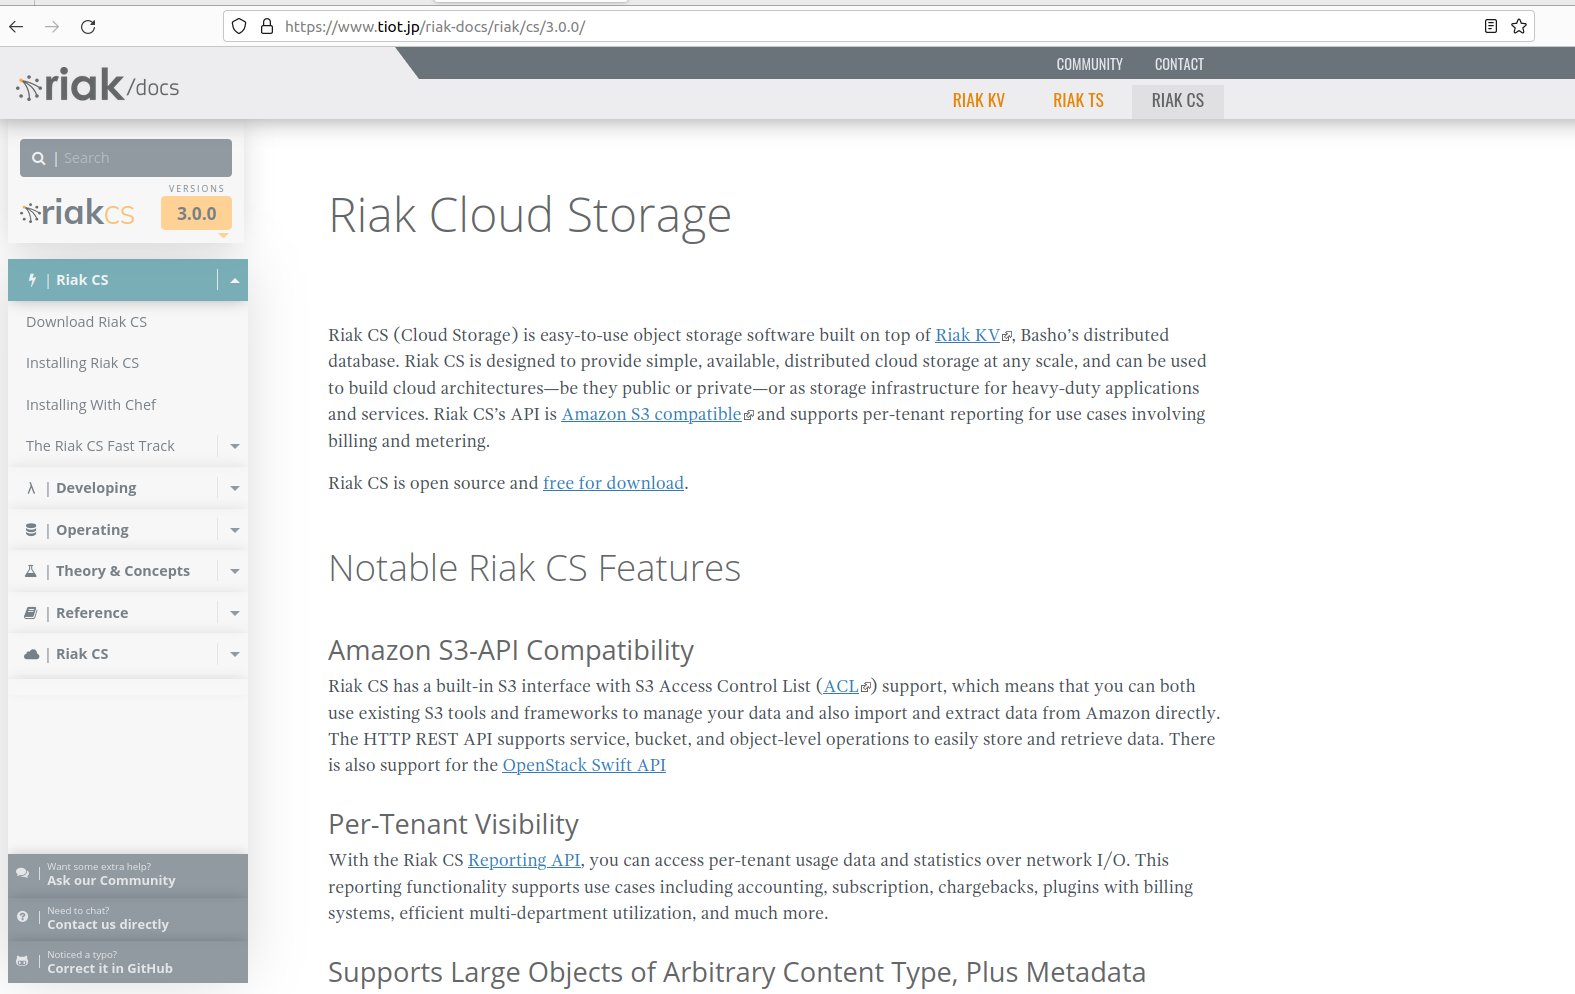 https://www.tiot.jp/riak-docs/riak/cs/3.0.0/
riak/docs
COMMUNITY CONTACT
RIAK KV RIAK TS RIAK CS
| Search
VERSIONS
riakcs 3.0.0
| Riak CS
Download Riak CS
Installing Riak CS
Installing With Chef
The Riak CS Fast Track
λ | Developing
| Operating
| Theory & Concepts
| Reference
| Riak CS
Want some extra help?
Ask our Community
Need to chat?
Contact us directly
Noticed a typo?
Correct it in GitHub
Riak Cloud Storage
Riak CS (Cloud Storage) is easy-to-use object storage software built on top of Riak KV, Basho’s distributed
database. Riak CS is designed to provide simple, available, distributed cloud storage at any scale, and can be used
to build cloud architectures—be they public or private—or as storage infrastructure for heavy-duty applications
and services. Riak CS’s API is Amazon S3 compatible and supports per-tenant reporting for use cases involving
billing and metering.
Riak CS is open source and free for download.
Notable Riak CS Features
Amazon S3-API Compatibility
Riak CS has a built-in S3 interface with S3 Access Control List (ACL) support, which means that you can both
use existing S3 tools and frameworks to manage your data and also import and extract data from Amazon directly.
The HTTP REST API supports service, bucket, and object-level operations to easily store and retrieve data. There
is also support for the OpenStack Swift API
Per-Tenant Visibility
With the Riak CS Reporting API, you can access per-tenant usage data and statistics over network I/O. This
reporting functionality supports use cases including accounting, subscription, chargebacks, plugins with billing
systems, efficient multi-department utilization, and much more.
Supports Large Objects of Arbitrary Content Type, Plus Metadata